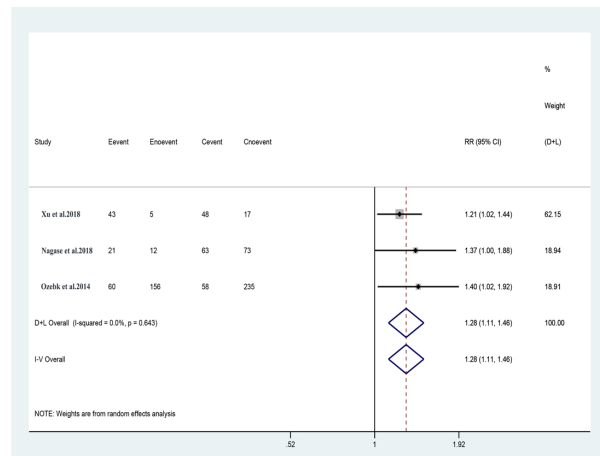 %
Weight
Study Eevent Enoevent Cevent Cnoevent RR (95% CI) (D+L)
Xu et al.2018 43 5 48 17 1.21 (1.02, 1.44) 62.15
Nagase et al.2018 21 12 63 73 1.37 (1.00, 1.88) 18.94
Ozebk et al.2014 60 156 58 235 1.40 (1.02, 1.92) 18.91
D+L Overall (I-squared = 0.0%, p = 0.643) 1.28 (1.11, 1.46) 100.00
I-V Overall 1.28 (1.11, 1.46)
NOTE: Weights are from random effects analysis
.52 1 1.92